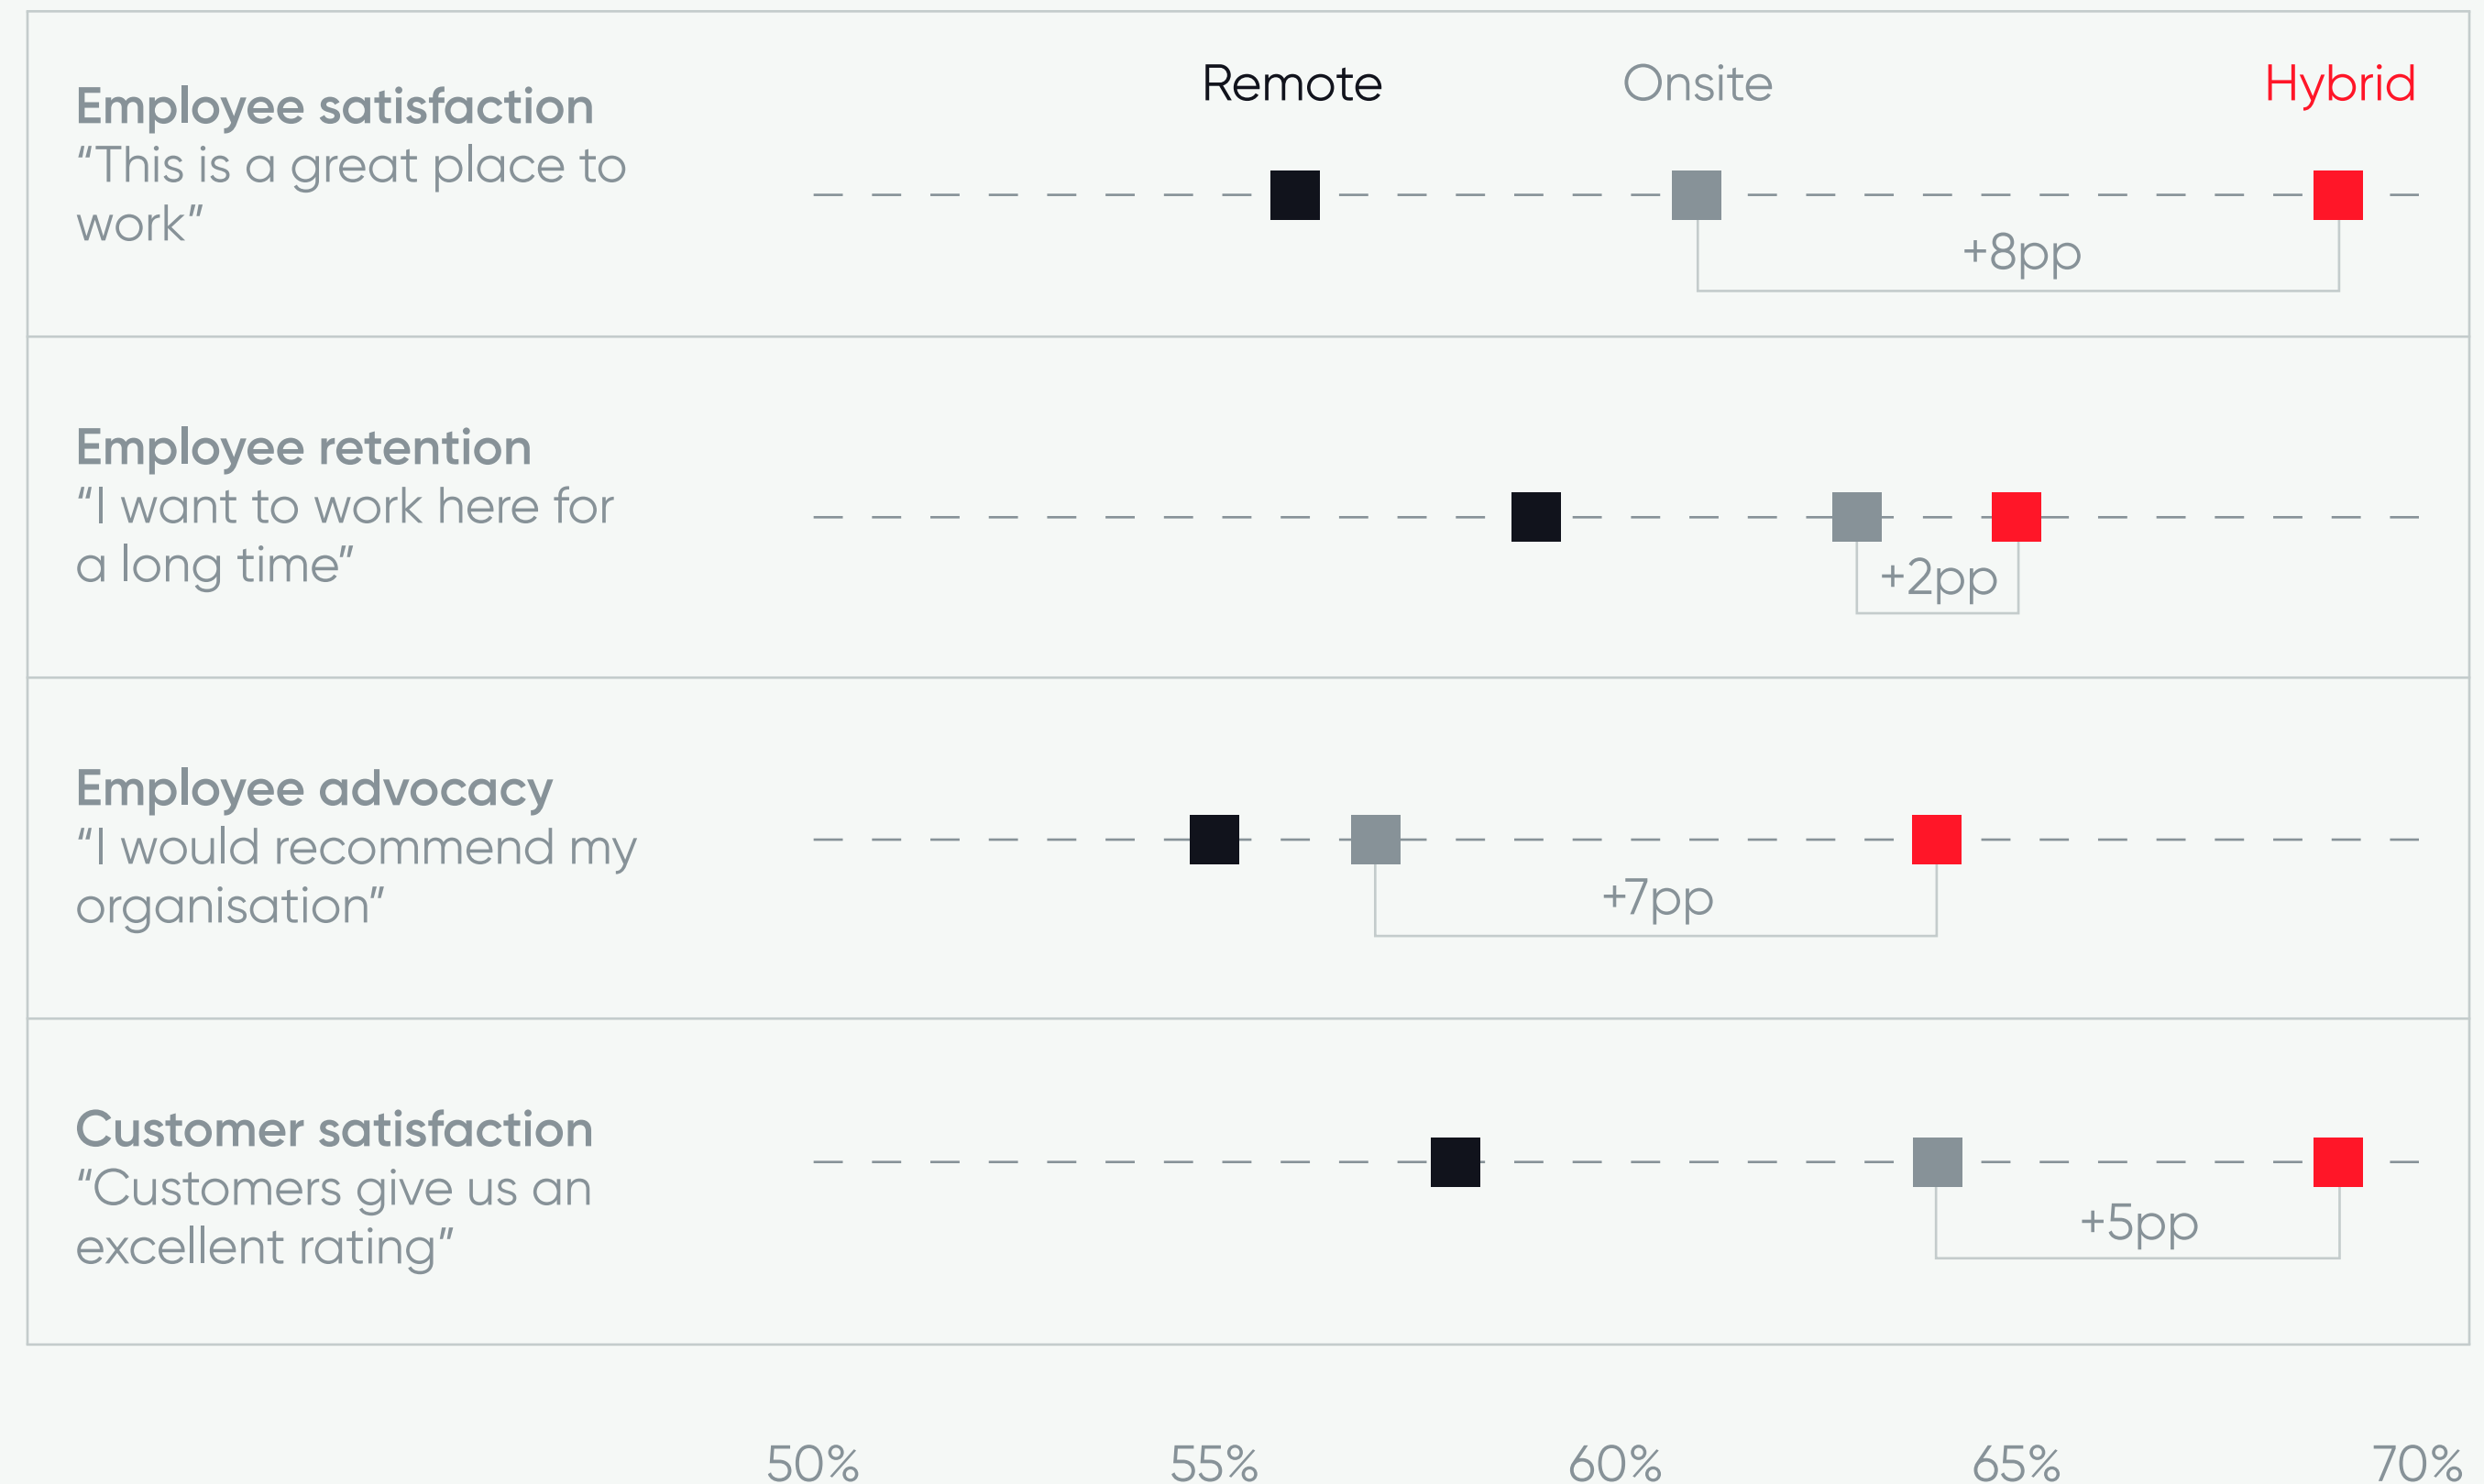 Remote
Onsite
Hybrid
Employee satisfaction
“This is a great place to
work”
+8pp
Employee retention
“I want to work here for
a long time”
+2pp
Employee advocacy
“I would recommend my
organisation”
+7pp
Customer satisfaction
“Customers give us an
excellent rating”
+5pp
50%
55%
60%
65%
70%